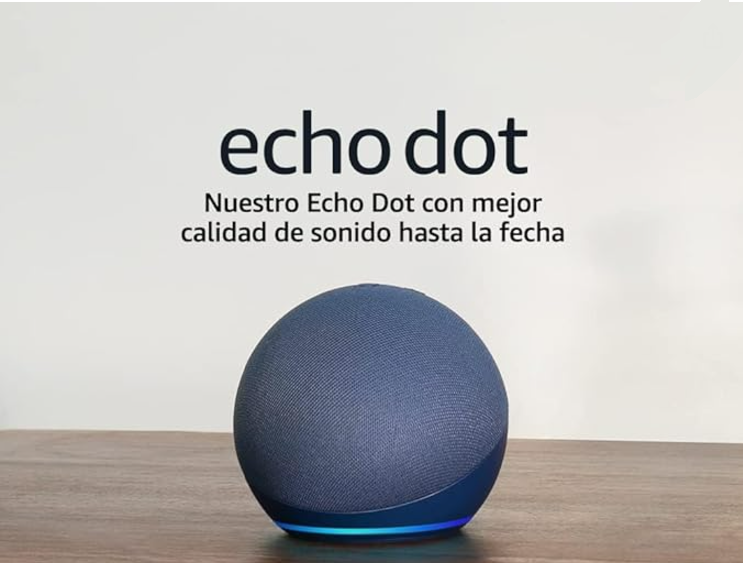 echo dot
Nuestro Echo Dot con mejor
calidad de sonido hasta la fecha